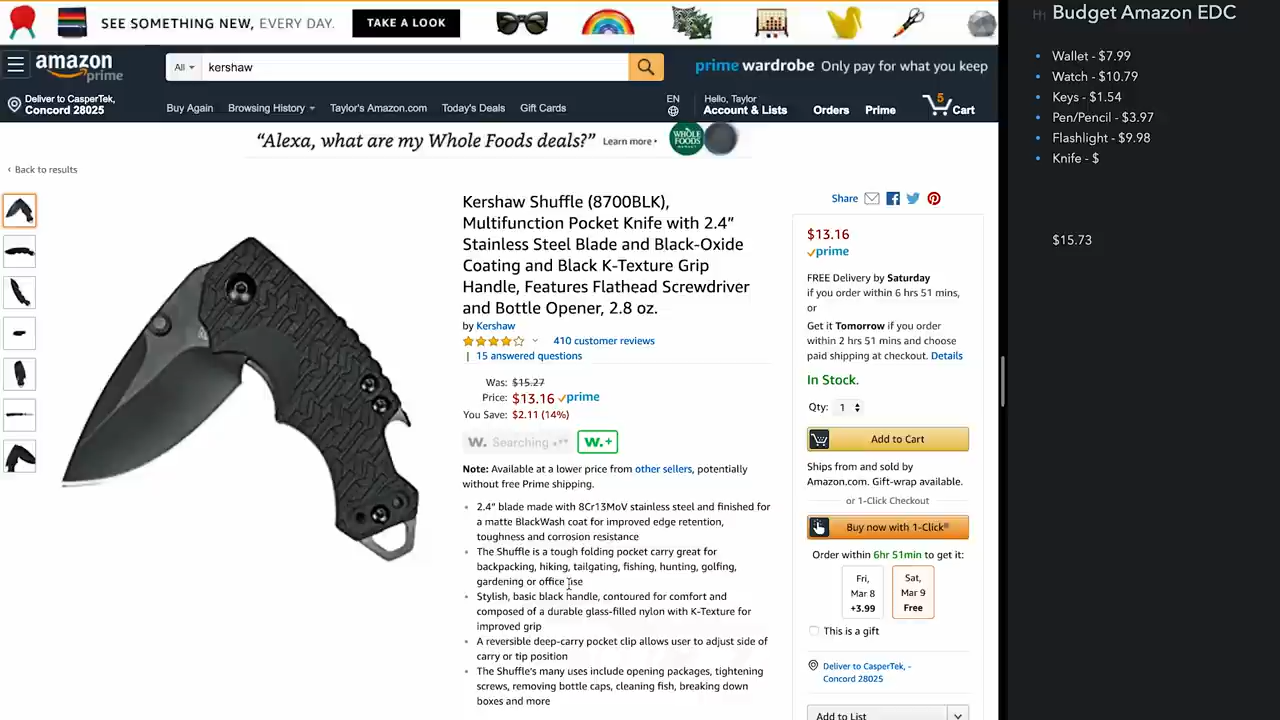 SEE SOMETHING NEW, EVERY DAY.
TAKE A LOOK
amazon
prime
All
kershaw
prime wardrobe Only pay for what you keep
Deliver to CasperTek,
Concord 28025
Buy Again
Browsing History
Taylor's Amazon.com
Today's Deals
Gift Cards
EN
Hello, Taylor
Account & Lists
Orders
Prime
5
Cart
“Alexa, what are my Whole Foods deals?” Learn more ›
WHOLE FOODS MARKET
‹ Back to results
Kershaw Shuffle (8700BLK),
Multifunction Pocket Knife with 2.4”
Stainless Steel Blade and Black-Oxide
Coating and Black K-Texture Grip
Handle, Features Flathead Screwdriver
and Bottle Opener, 2.8 oz.
by Kershaw
410 customer reviews
| 15 answered questions
Was: $15.27
Price: $13.16 prime
You Save: $2.11 (14%)
W. Searching
W.+
Note: Available at a lower price from other sellers, potentially
without free Prime shipping.
2.4” blade made with 8Cr13MoV stainless steel and finished for
a matte BlackWash coat for improved edge retention,
toughness and corrosion resistance
The Shuffle is a tough folding pocket carry great for
backpacking, hiking, tailgating, fishing, hunting, golfing,
gardening or office use
Stylish, basic black handle, contoured for comfort and
composed of a durable glass-filled nylon with K-Texture for
improved grip
A reversible deep-carry pocket clip allows user to adjust side of
carry or tip position
The Shuffle's many uses include opening packages, tightening
screws, removing bottle caps, cleaning fish, breaking down
boxes and more
Share
$13.16
prime
FREE Delivery by Saturday
if you order within 6 hrs 51 mins,
or
Get it Tomorrow if you order
within 2 hrs 51 mins and choose
paid shipping at checkout. Details
In Stock.
Qty: 1
Add to Cart
Ships from and sold by
Amazon.com. Gift-wrap available.
or 1-Click Checkout
Buy now with 1-Click®
Order within 6hr 51min to get it:
Fri,
Mar 8
+3.99
Sat,
Mar 9
Free
This is a gift
Deliver to CasperTek, -
Concord 28025
Add to List
H1 Budget Amazon EDC
Wallet - $7.99
Watch - $10.79
Keys - $1.54
Pen/Pencil - $3.97
Flashlight - $9.98
Knife - $
$15.73